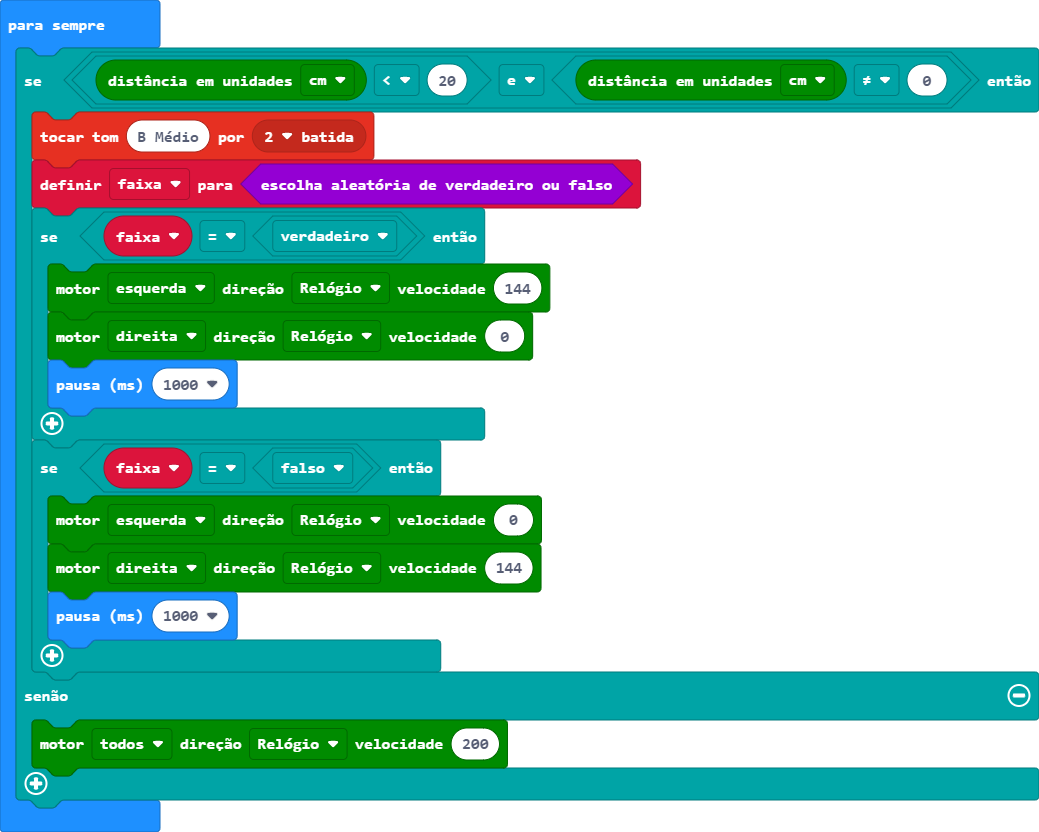 para sempre
se distância em unidades cm < 20 e distância em unidades cm ≠ 0 então
tocar tom B Médio por 2 batida
definir faixa para escolha aleatória de verdadeiro ou falso
se faixa = verdadeiro então
motor esquerda direção Relógio velocidade 144
motor direita direção Relógio velocidade 0
pausa (ms) 1000
se faixa = falso então
motor esquerda direção Relógio velocidade 0
motor direita direção Relógio velocidade 144
pausa (ms) 1000
senão
motor todos direção Relógio velocidade 200